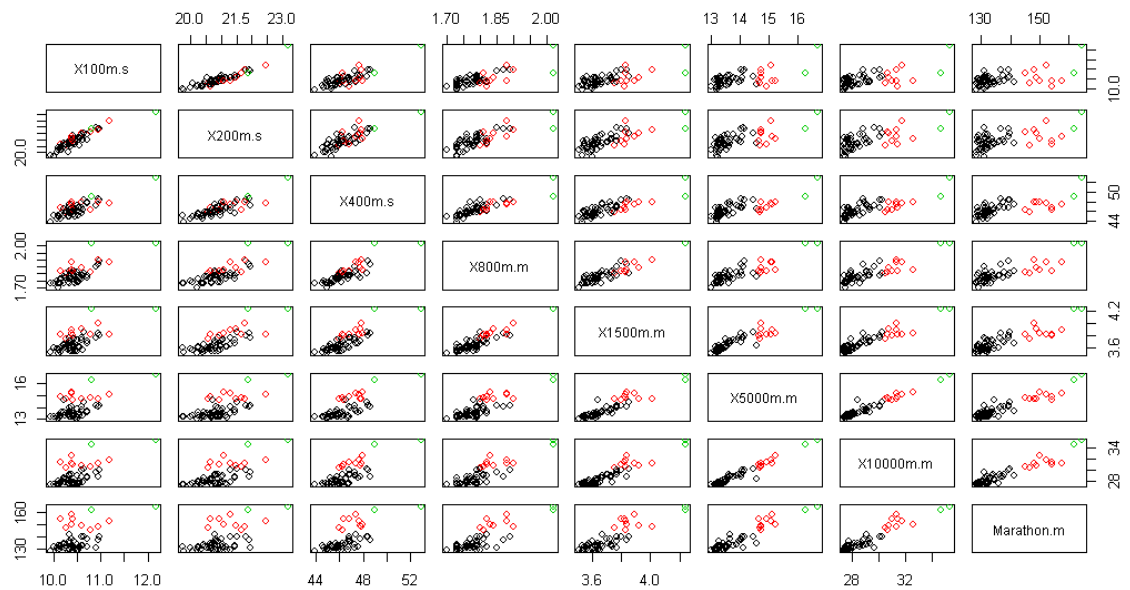 20.0 21.5 23.0 1.70 1.85 2.00 13 14 15 16 130 150
X100m.s 10.0
20.0 X200m.s
X400m.s 44 50
1.70 2.00 X800m.m
X1500m.m 3.6 4.2
13 16 X5000m.m
X10000m.m 28 34
130 160 Marathon.m
10.0 11.0 12.0 44 48 52 3.6 4.0 28 32